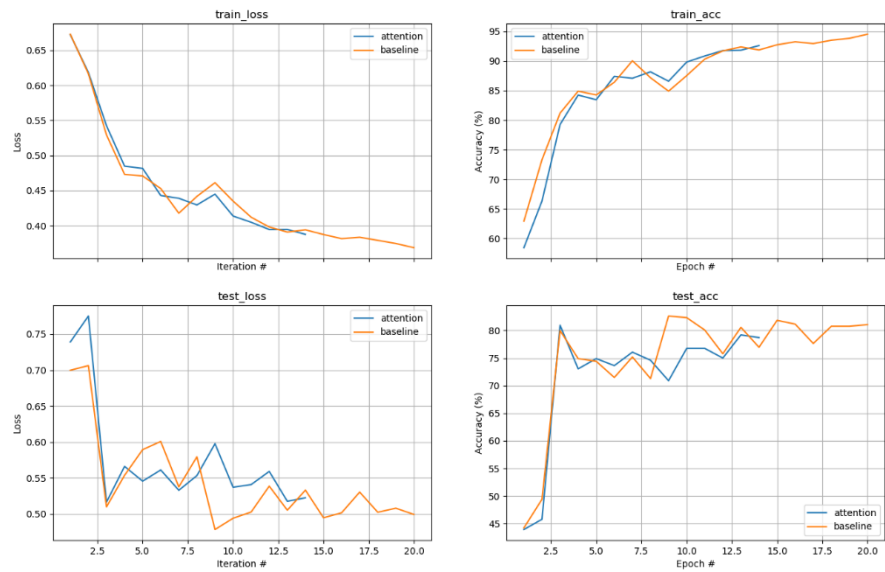 train_loss
0.65
0.60
0.55
0.50
0.45
0.40
Loss
Iteration #
attention
baseline
train_acc
95
90
85
80
75
70
65
60
Accuracy (%)
Epoch #
attention
baseline
test_loss
0.75
0.70
0.65
0.60
0.55
0.50
Loss
2.5 5.0 7.5 10.0 12.5 15.0 17.5 20.0
Iteration #
attention
baseline
test_acc
80
75
70
65
60
55
50
45
Accuracy (%)
2.5 5.0 7.5 10.0 12.5 15.0 17.5 20.0
Epoch #
attention
baseline